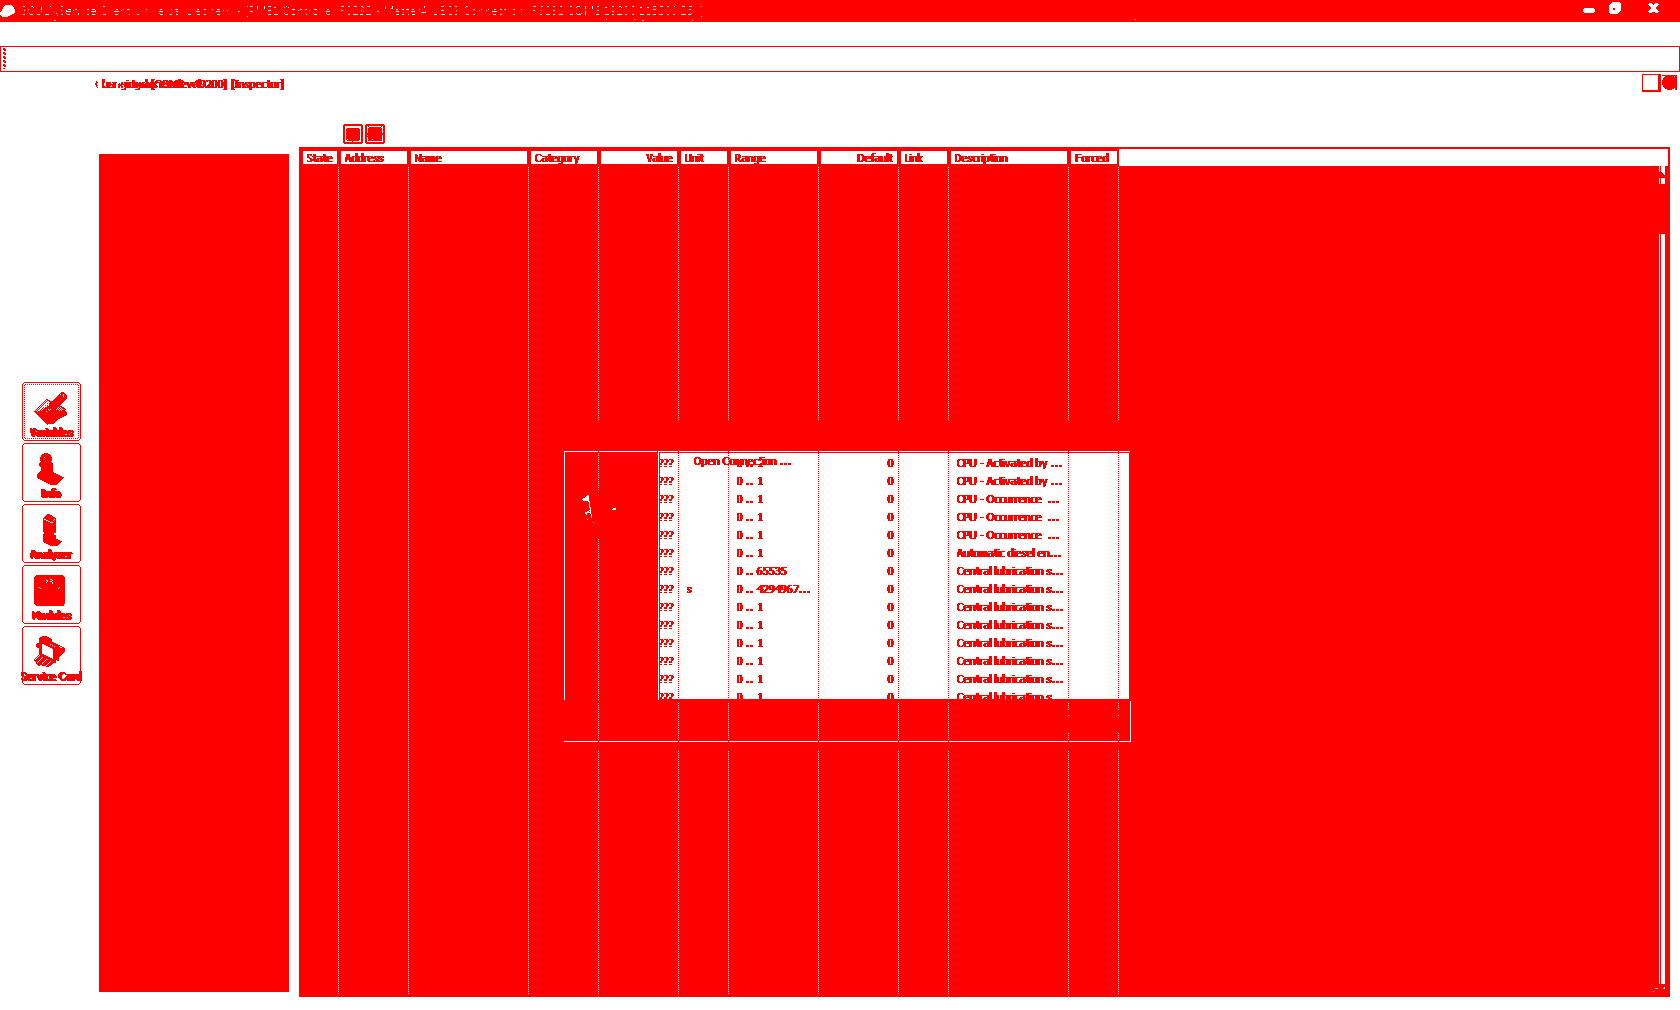 [Inspector]
State Address Name Category Value Unit Range Default Link Description Forced
Open Connection ...
??? 0 CPU - Activated by ...
??? 0 .. 1 0 CPU - Activated by ...
??? 0 .. 1 0 CPU - Occurrence ...
??? 0 .. 1 0 CPU - Occurrence ...
??? 0 .. 1 0 CPU - Occurrence ...
??? 0 .. 1 0 Automatic diesel en...
??? 0 .. 65535 0 Central lubrication s...
??? s 0 .. 4294967... 0 Central lubrication s...
??? 0 .. 1 0 Central lubrication s...
??? 0 .. 1 0 Central lubrication s...
??? 0 .. 1 0 Central lubrication s...
??? 0 .. 1 0 Central lubrication s...
??? 0 .. 1 0 Central lubrication s...
??? 0 .. 1 0 Central lubrication s...
Variables
Info
Analyzer
Modules
Service Card